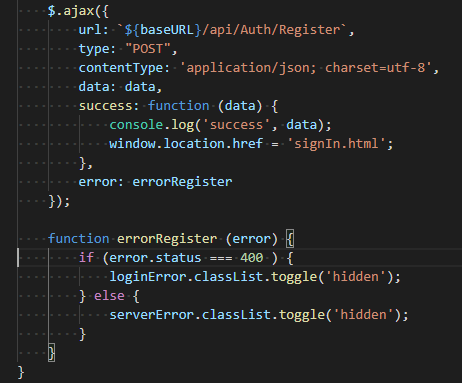 $.ajax({
url: `${baseURL}/api/Auth/Register`,
type: "POST",
contentType: 'application/json; charset=utf-8',
data: data,
success: function (data) {
console.log('success', data);
window.location.href = 'signIn.html';
},
error: errorRegister
});
function errorRegister (error) {
if (error.status === 400 ) {
loginError.classList.toggle('hidden');
} else {
serverError.classList.toggle('hidden');
}
}
}